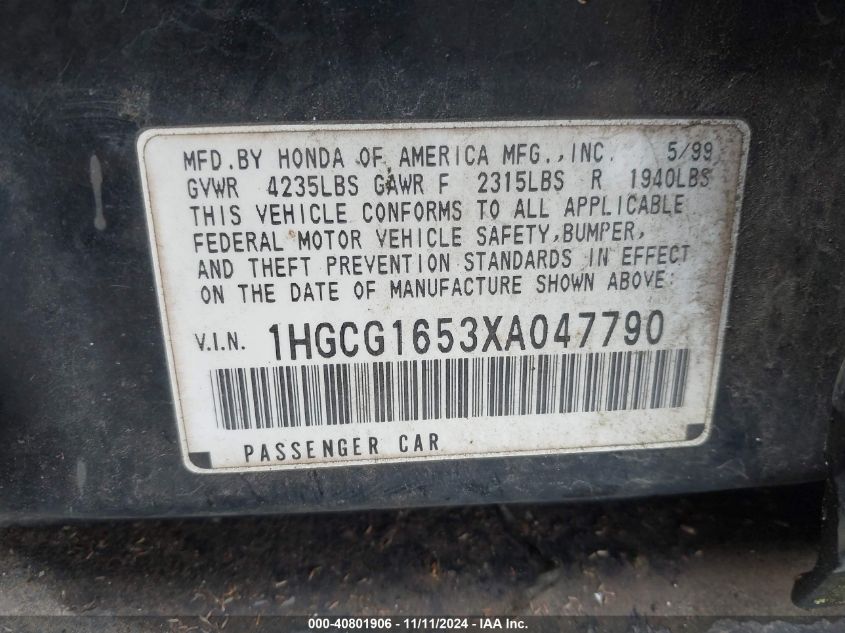 MFD.BY HONDA OF AMERICA MFG.,INC. 5/99
GVWR 4235LBS GAWR F 2315LBS R 1940LBS
THIS VEHICLE CONFORMS TO ALL APPLICABLE
FEDERAL MOTOR VEHICLE SAFETY,BUMPER,
AND THEFT PREVENTION STANDARDS IN EFFECT
ON THE DATE OF MANUFACTURE SHOWN ABOVE:
V.I.N. 1HGCG1653XA047790
PASSENGER CAR
000-40801906 - 11/11/2024 - IAA Inc.